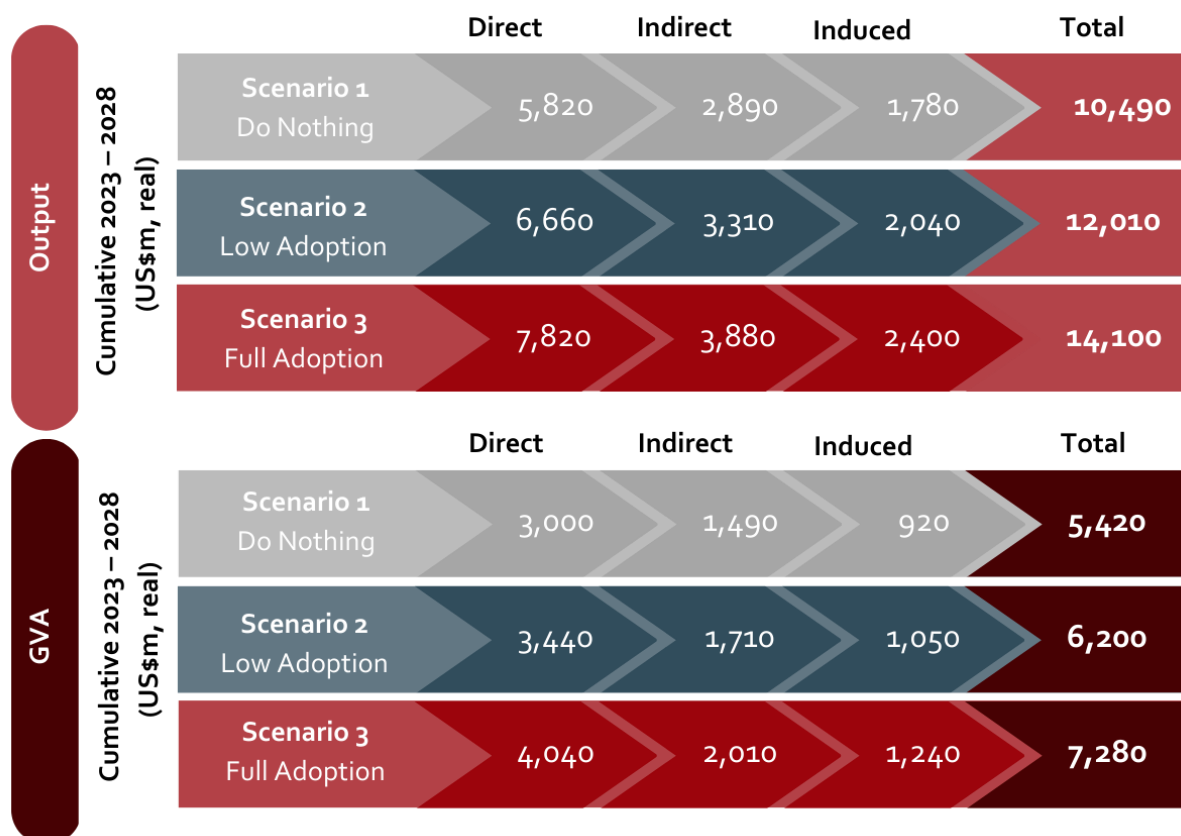 Output
Cumulative 2023 – 2028
(US$m, real)
Direct Indirect Induced Total
Scenario 1
Do Nothing
5,820 2,890 1,780 10,490
Scenario 2
Low Adoption
6,660 3,310 2,040 12,010
Scenario 3
Full Adoption
7,820 3,880 2,400 14,100
GVA
Cumulative 2023 – 2028
(US$m, real)
Direct Indirect Induced Total
Scenario 1
Do Nothing
3,000 1,490 920 5,420
Scenario 2
Low Adoption
3,440 1,710 1,050 6,200
Scenario 3
Full Adoption
4,040 2,010 1,240 7,280